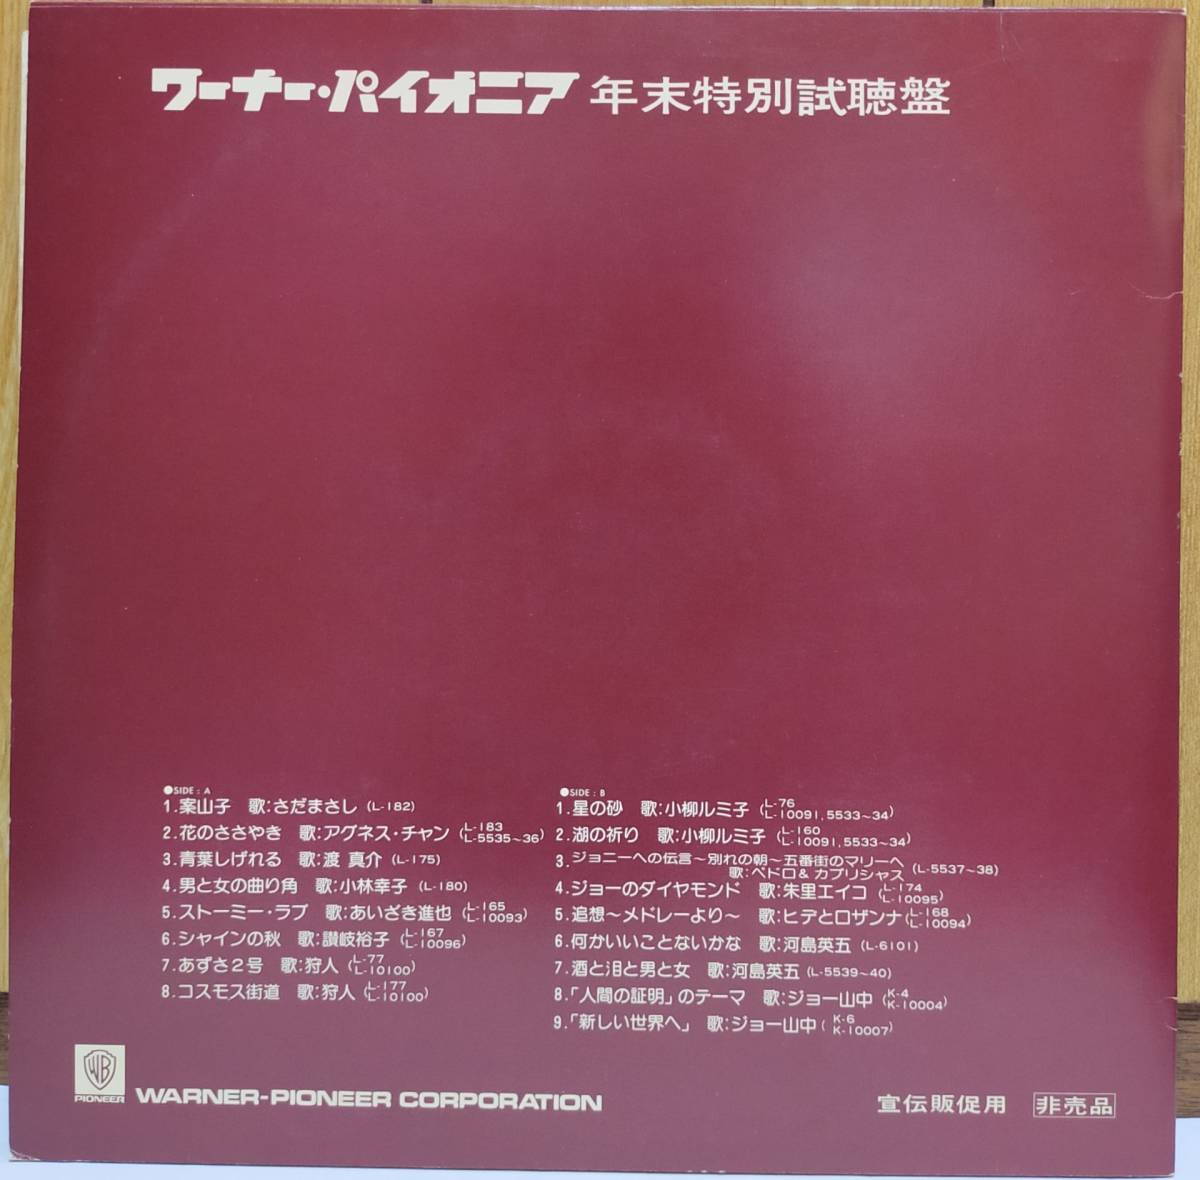 ワーナー・パイオニア 年末特別試聴盤
●SIDE : A
1.案山子 歌:さだまさし (L-182)
2.花のささやき 歌:アグネス・チャン (L-183 L-5535~36)
3.青葉しげれる 歌:渡 真介 (L-175)
4.男と女の曲り角 歌:小林幸子 (L-180)
5.ストーミー・ラブ 歌:あいざき進也 (L-165 L-10093)
6.シャインの秋 歌:讃岐裕子 (L-167 L-10096)
7.あずさ2号 歌:狩人 (L-77 L-10100)
8.コスモス街道 歌:狩人 (L-177 L-10100)
●SIDE : B
1.星の砂 歌:小柳ルミ子 (L-76 L-10091,5533~34)
2.湖の祈り 歌:小柳ルミ子 (L-160 L-10091,5533~34)
3.ジョニーへの伝言~別れの朝~五番街のマリーへ
歌:ペドロ&カプリシャス (L-5537~38)
4.ジョーのダイヤモンド 歌:朱里エイコ (L-174 L-10095)
5.追想~メドレーより~ 歌:ヒデとロザンナ (L-168 L-10094)
6.何かいいことないかな 歌:河島英五 (L-6101)
7.酒と泪と男と女 歌:河島英五 (L-5539~40)
8.「人間の証明」のテーマ 歌:ジョー山中 (K-4 K-10004)
9.「新しい世界へ」 歌:ジョー山中 (K-6 K-10007)
WB
PIONEER
WARNER-PIONEER CORPORATION
宣伝販促用 非売品